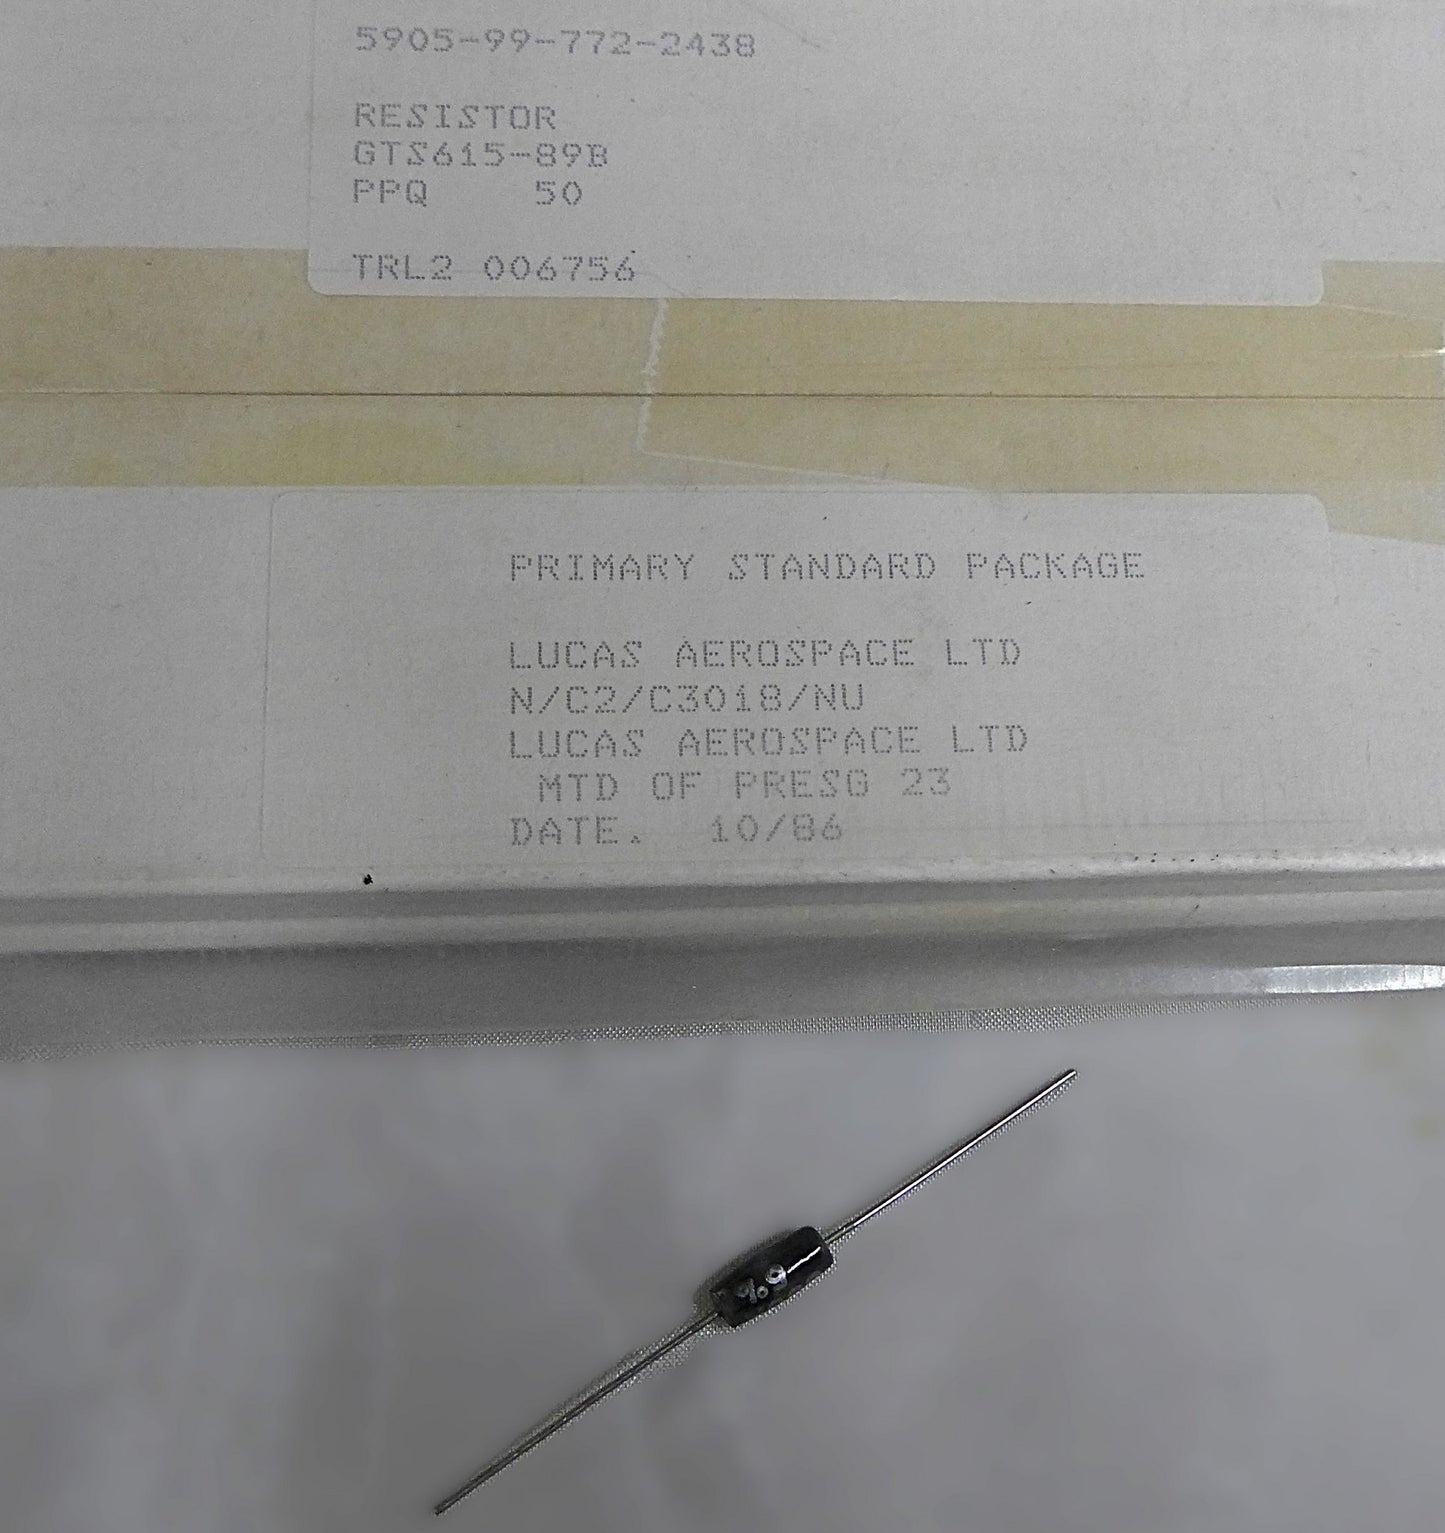 5905-99-772-2438
RESISTOR
GTS615-89B
PPQ 50
TRL2 006756
PRIMARY STANDARD PACKAGE
LUCAS AEROSPACE LTD
N/C2/C3018/NU
LUCAS AEROSPACE LTD
MTD OF PRESG 23
DATE. 10/86